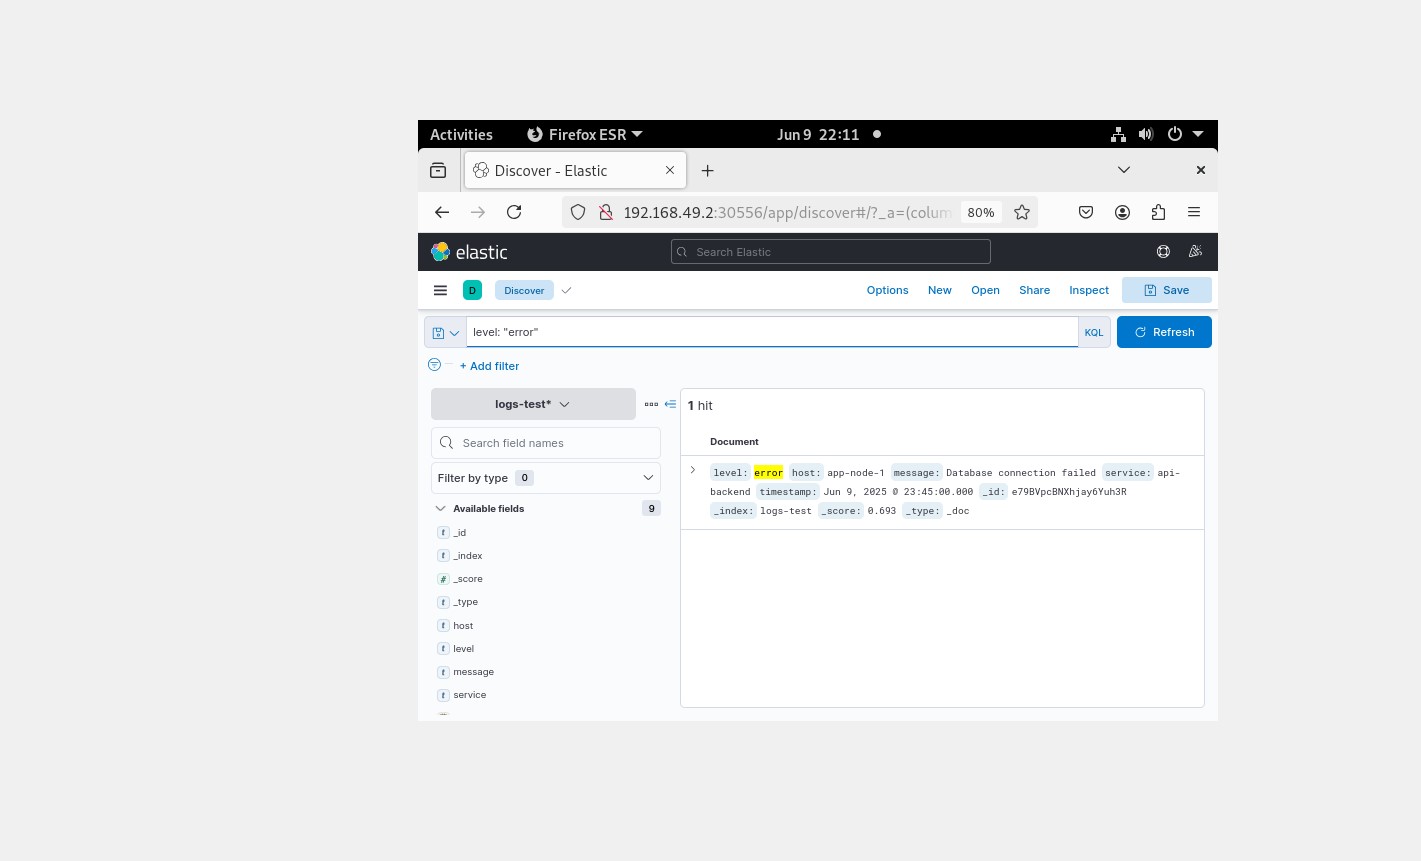 Activities Firefox ESR Jun 9 22:11
Discover - Elastic
192.168.49.2:30556/app/discover#/?_a=(colum 80%
elastic Search Elastic
D Discover Options New Open Share Inspect Save
level: "error" KQL Refresh
+ Add filter
logs-test*
1 hit
Search field names
Document
Filter by type 0
level: error host: app-node-1 message: Database connection failed service: api-
backend timestamp: Jun 9, 2025 @ 23:45:00.000 _id: e79BVpcBNXhjay6Yuh3R
_index: logs-test _score: 0.693 _type: _doc
Available fields 9
t _id
t _index
# _score
t _type
t host
t level
t message
t service